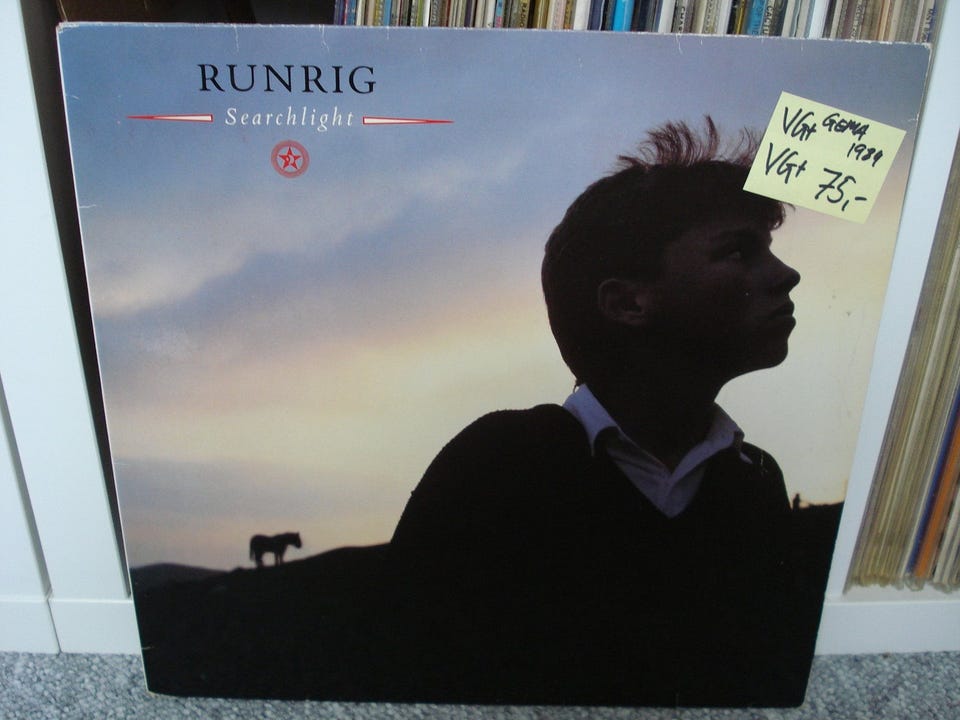 RUNRIG
Searchlight
VG+ GEMA
1989
VG+ 75,-